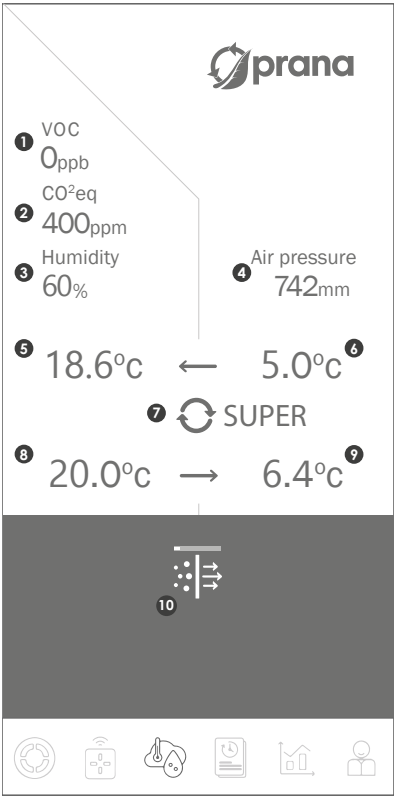 prana
1 VOC
0ppb
2 CO²eq
400ppm
3 Humidity
60%
4 Air pressure
742mm
5 18.6ºc ← 5.0ºc 6
7 SUPER
8 20.0ºc → 6.4ºc 9
10